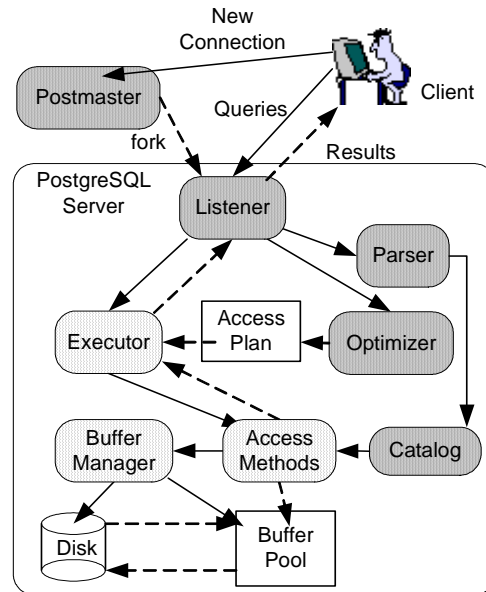 New
Connection
Postmaster
Queries
Client
fork
Results
PostgreSQL
Server
Listener
Parser
Executor
Access
Plan
Optimizer
Buffer
Manager
Access
Methods
Catalog
Disk
Buffer
Pool